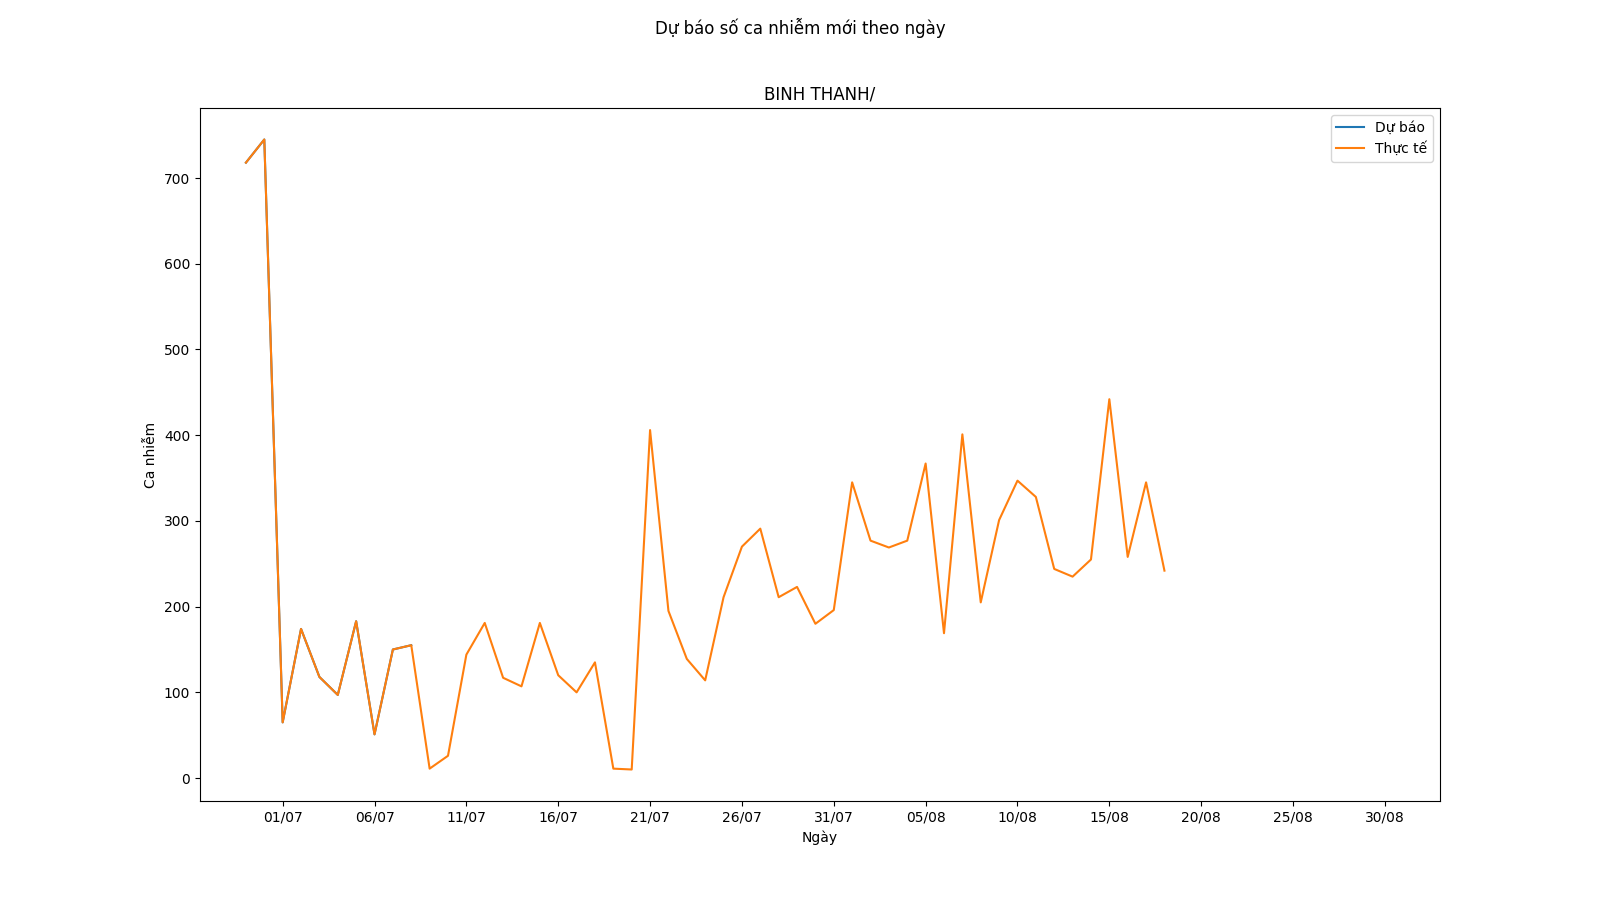 Dự báo số ca nhiễm mới theo ngày
BINH THANH/
Dự báo
Thực tế
700
600
500
400
300
200
100
0
Ca nhiễm
01/07 06/07 11/07 16/07 21/07 26/07 31/07 05/08 10/08 15/08 20/08 25/08 30/08
Ngày